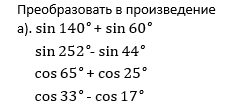 Преобразовать в произведение
а). sin 140° + sin 60°
sin 252°- sin 44°
cos 65° + cos 25°
cos 33° - cos 17°